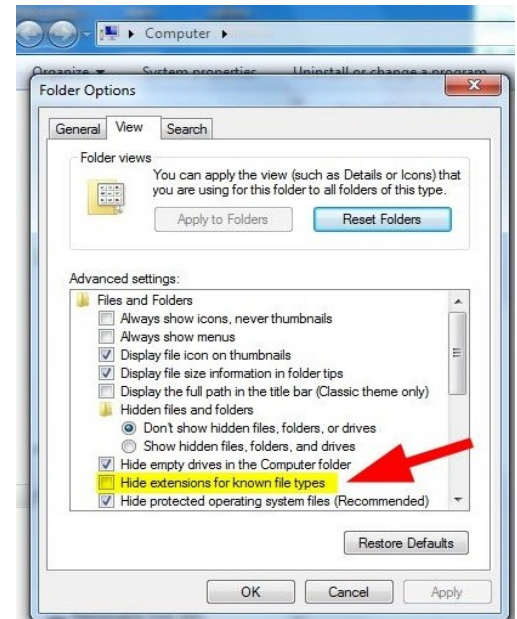 Computer
Organize System properties Uninstall or change a program
Folder Options
General View Search
Folder views
You can apply the view (such as Details or Icons) that
you are using for this folder to all folders of this type.
Apply to Folders Reset Folders
Advanced settings:
Files and Folders
Always show icons, never thumbnails
Always show menus
Display file icon on thumbnails
Display file size information in folder tips
Display the full path in the title bar (Classic theme only)
Hidden files and folders
Don't show hidden files, folders, or drives
Show hidden files, folders, and drives
Hide empty drives in the Computer folder
Hide extensions for known file types
Hide protected operating system files (Recommended)
Restore Defaults
OK Cancel Apply